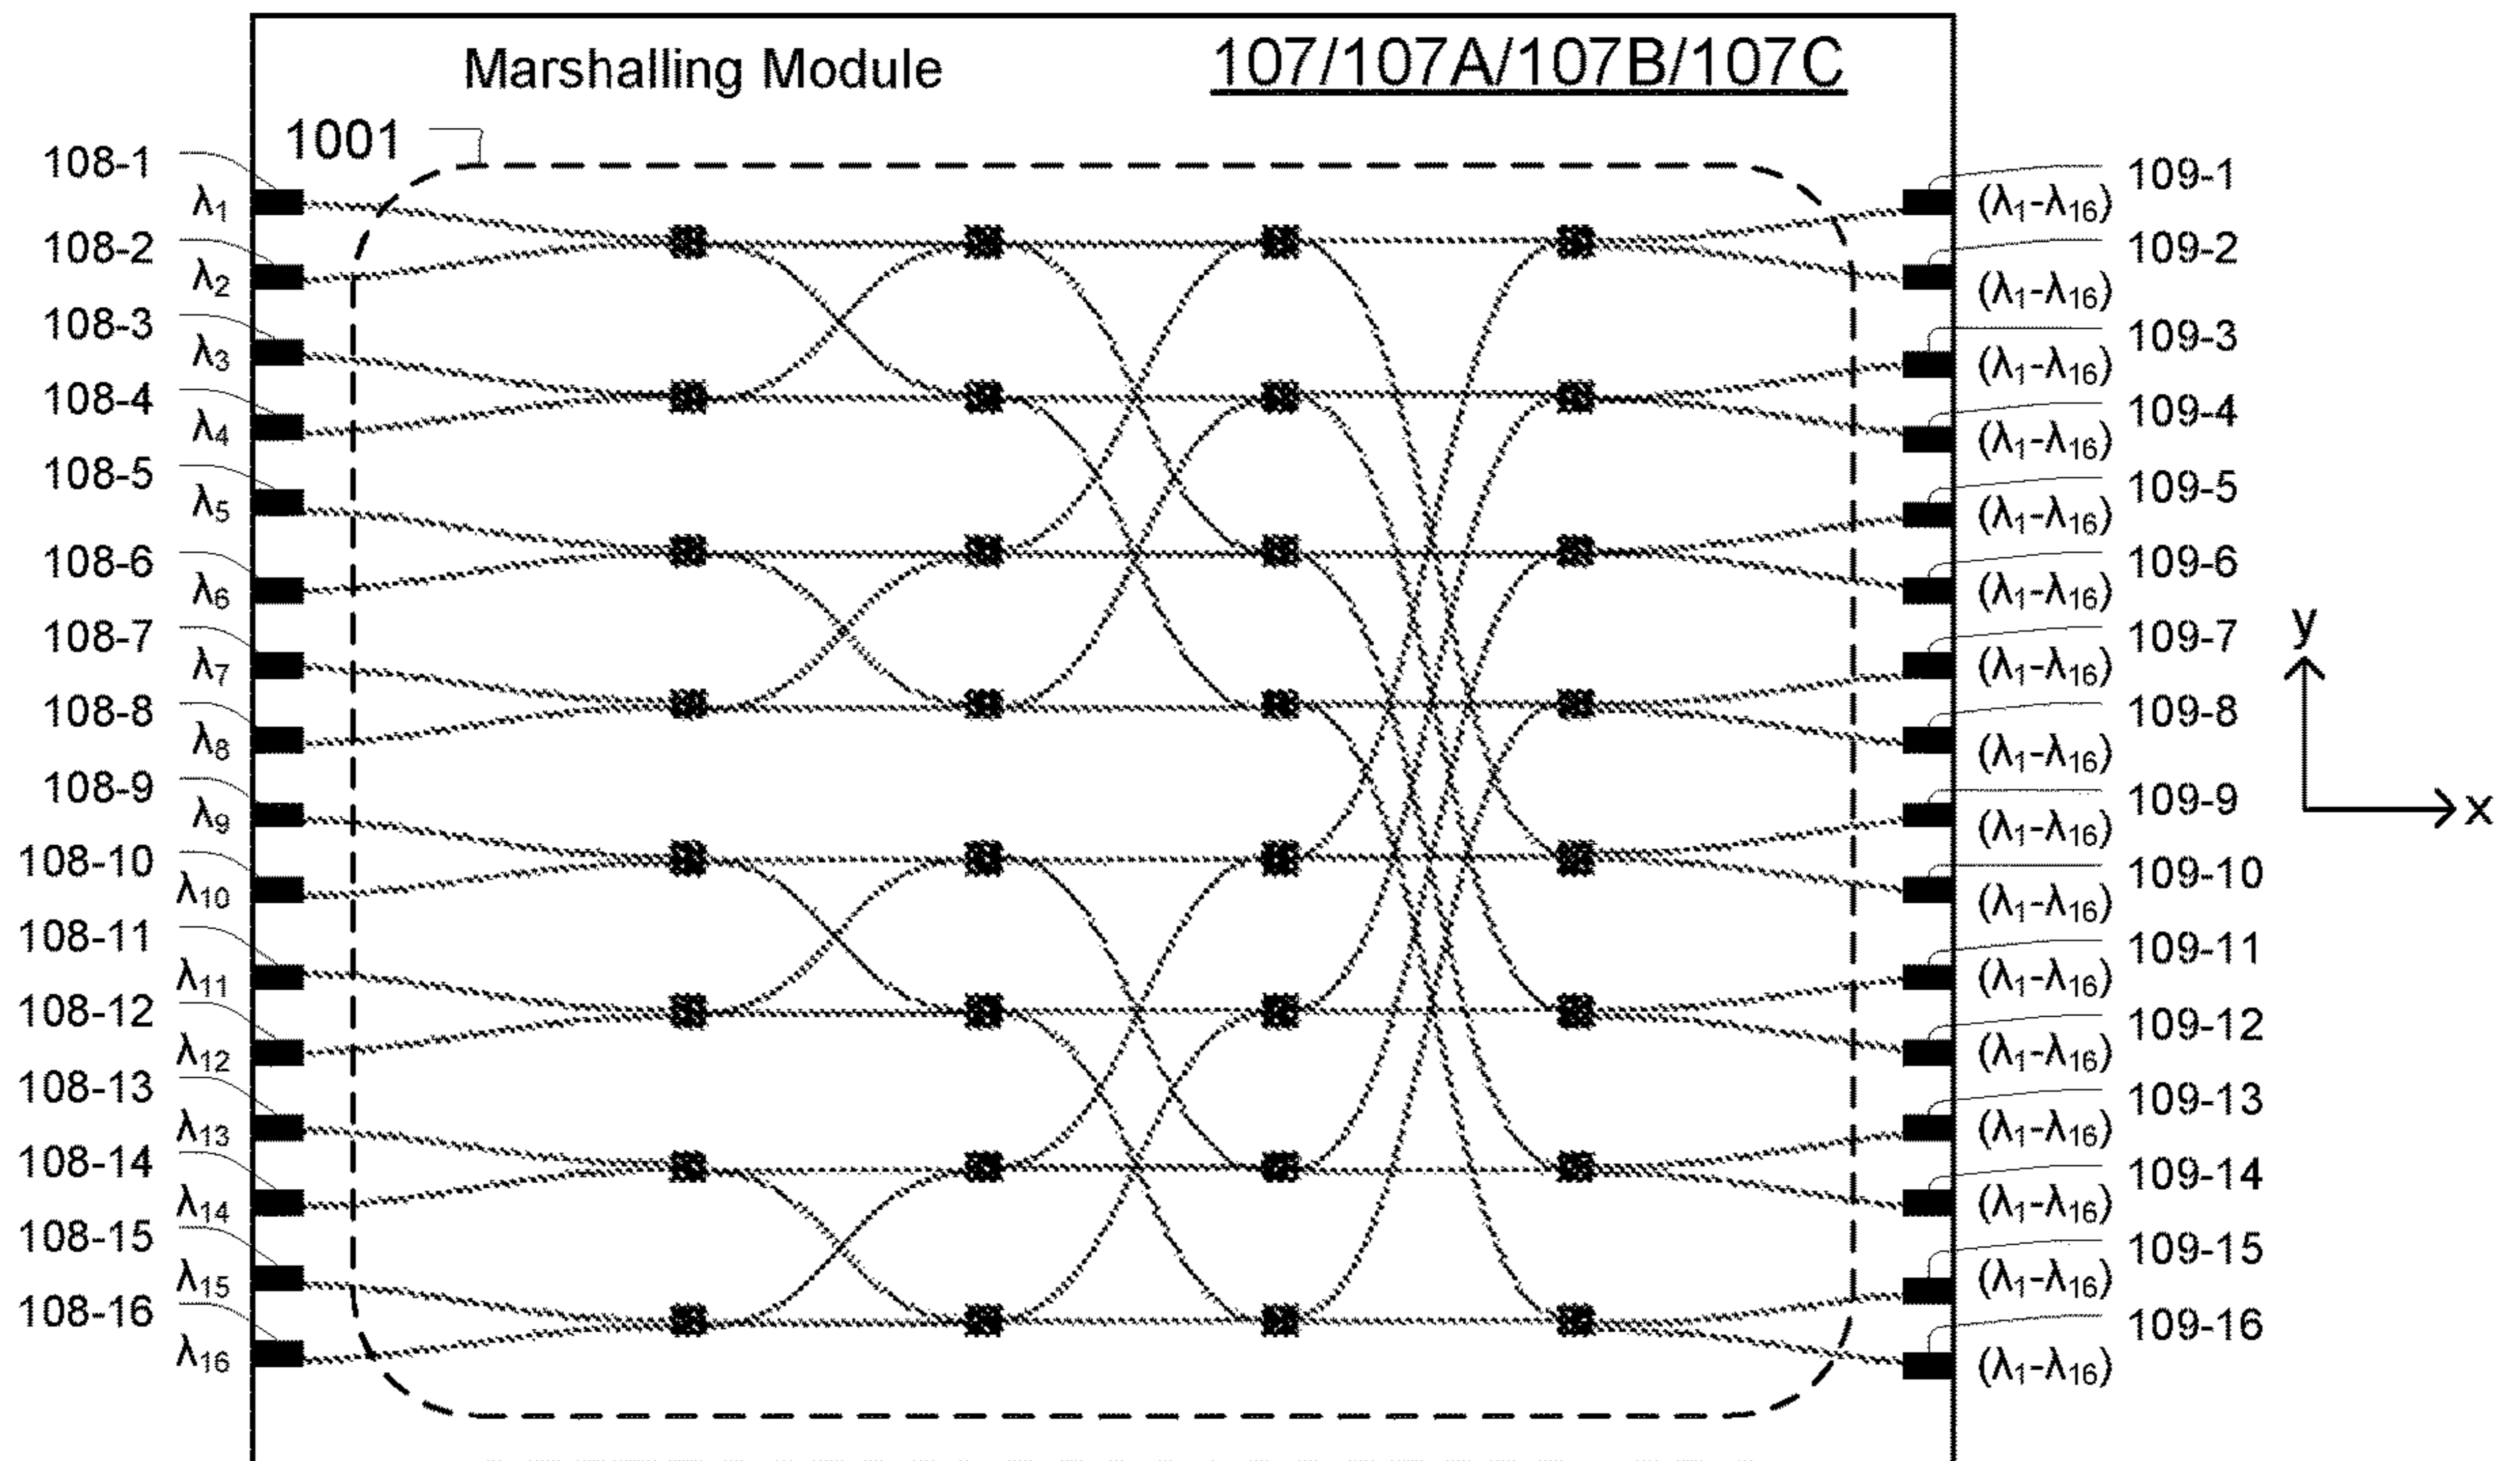 Marshalling Module
107/107A/107B/107C
1001
108-1
λ1
108-2
λ2
108-3
λ3
108-4
λ4
108-5
λ5
108-6
λ6
108-7
λ7
108-8
λ8
108-9
λ9
108-10
λ10
108-11
λ11
108-12
λ12
108-13
λ13
108-14
λ14
108-15
λ15
108-16
λ16
109-1
(λ1-λ16)
109-2
(λ1-λ16)
109-3
(λ1-λ16)
109-4
(λ1-λ16)
109-5
(λ1-λ16)
109-6
(λ1-λ16)
109-7
(λ1-λ16)
109-8
(λ1-λ16)
109-9
(λ1-λ16)
109-10
(λ1-λ16)
109-11
(λ1-λ16)
109-12
(λ1-λ16)
109-13
(λ1-λ16)
109-14
(λ1-λ16)
109-15
(λ1-λ16)
109-16
(λ1-λ16)
y
x